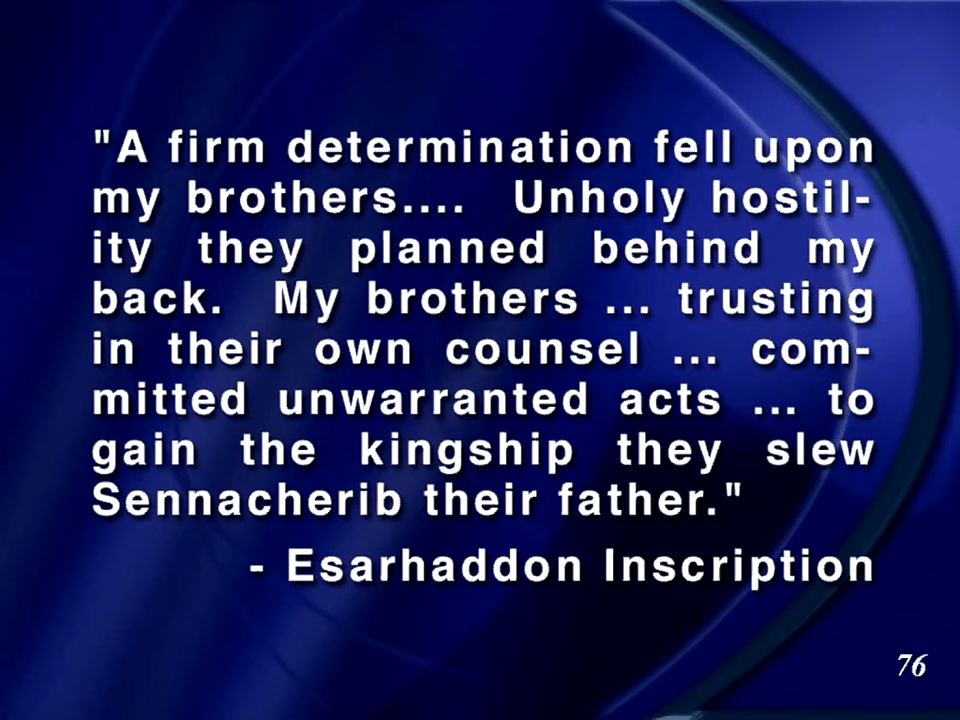 "A firm determination fell upon
my brothers.... Unholy hostil-
ity they planned behind my
back. My brothers ... trusting
in their own counsel ... com-
mitted unwarranted acts ... to
gain the kingship they slew
Sennacherib their father."
- Esarhaddon Inscription
76